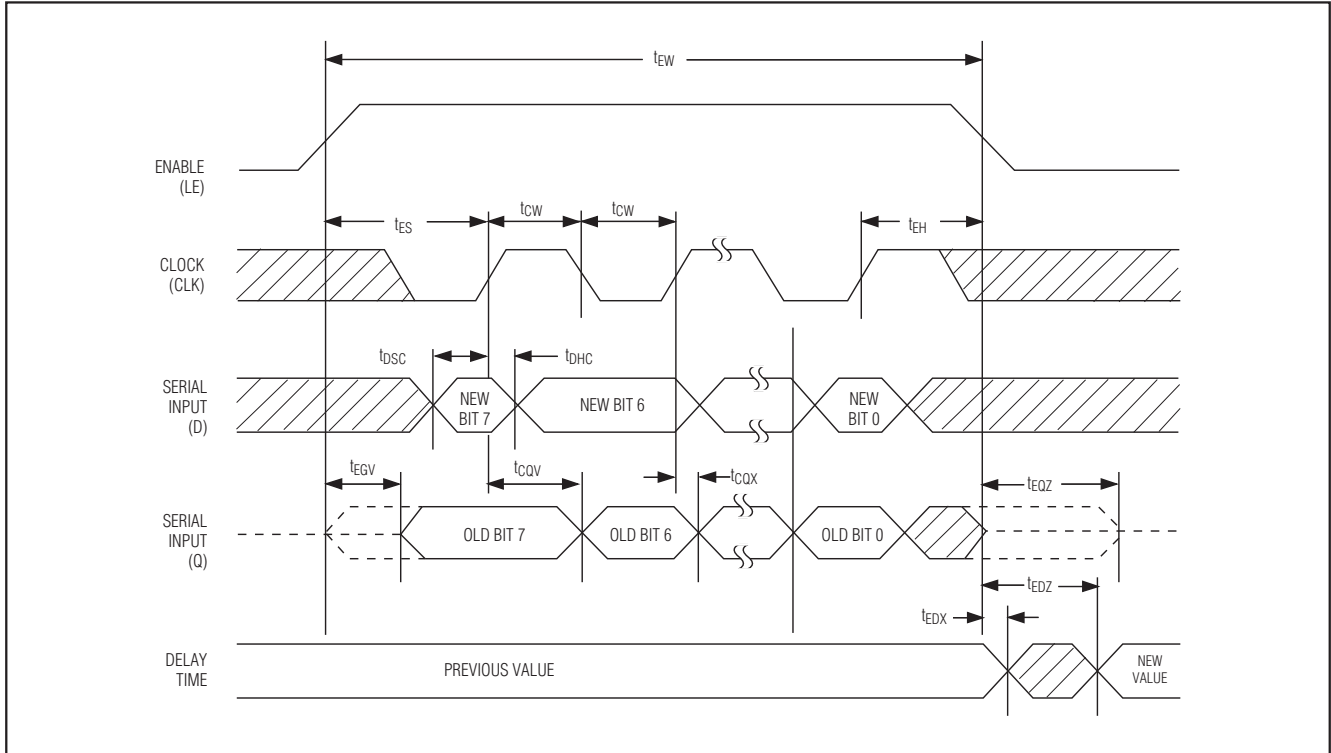 tEW
ENABLE
(LE)
tES
tCW
tCW
tEH
CLOCK
(CLK)
tDSC
tDHC
SERIAL
INPUT
(D)
NEW
BIT 7
NEW BIT 6
NEW
BIT 0
tEGV
tCQV
tCQX
tEQZ
SERIAL
INPUT
(Q)
OLD BIT 7
OLD BIT 6
OLD BIT 0
tEDZ
tEDX
DELAY
TIME
PREVIOUS VALUE
NEW
VALUE